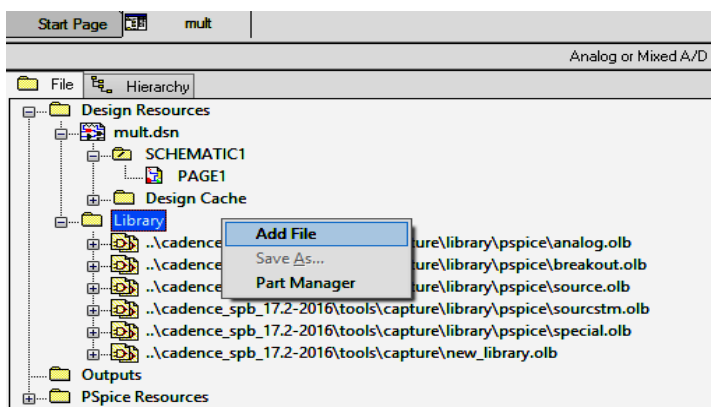 Start Page mult
Analog or Mixed A/D
File Hierarchy
Design Resources
mult.dsn
SCHEMATIC1
PAGE1
Design Cache
Library
Add File
Save As...
Part Manager
..\cadence ture\library\pspice\analog.olb
..\cadence ture\library\pspice\breakout.olb
..\cadence ture\library\pspice\source.olb
..\cadence_spb_17.2-2016\tools\capture\library\pspice\sourcstm.olb
..\cadence_spb_17.2-2016\tools\capture\library\pspice\special.olb
..\cadence_spb_17.2-2016\tools\capture\new_library.olb
Outputs
PSpice Resources